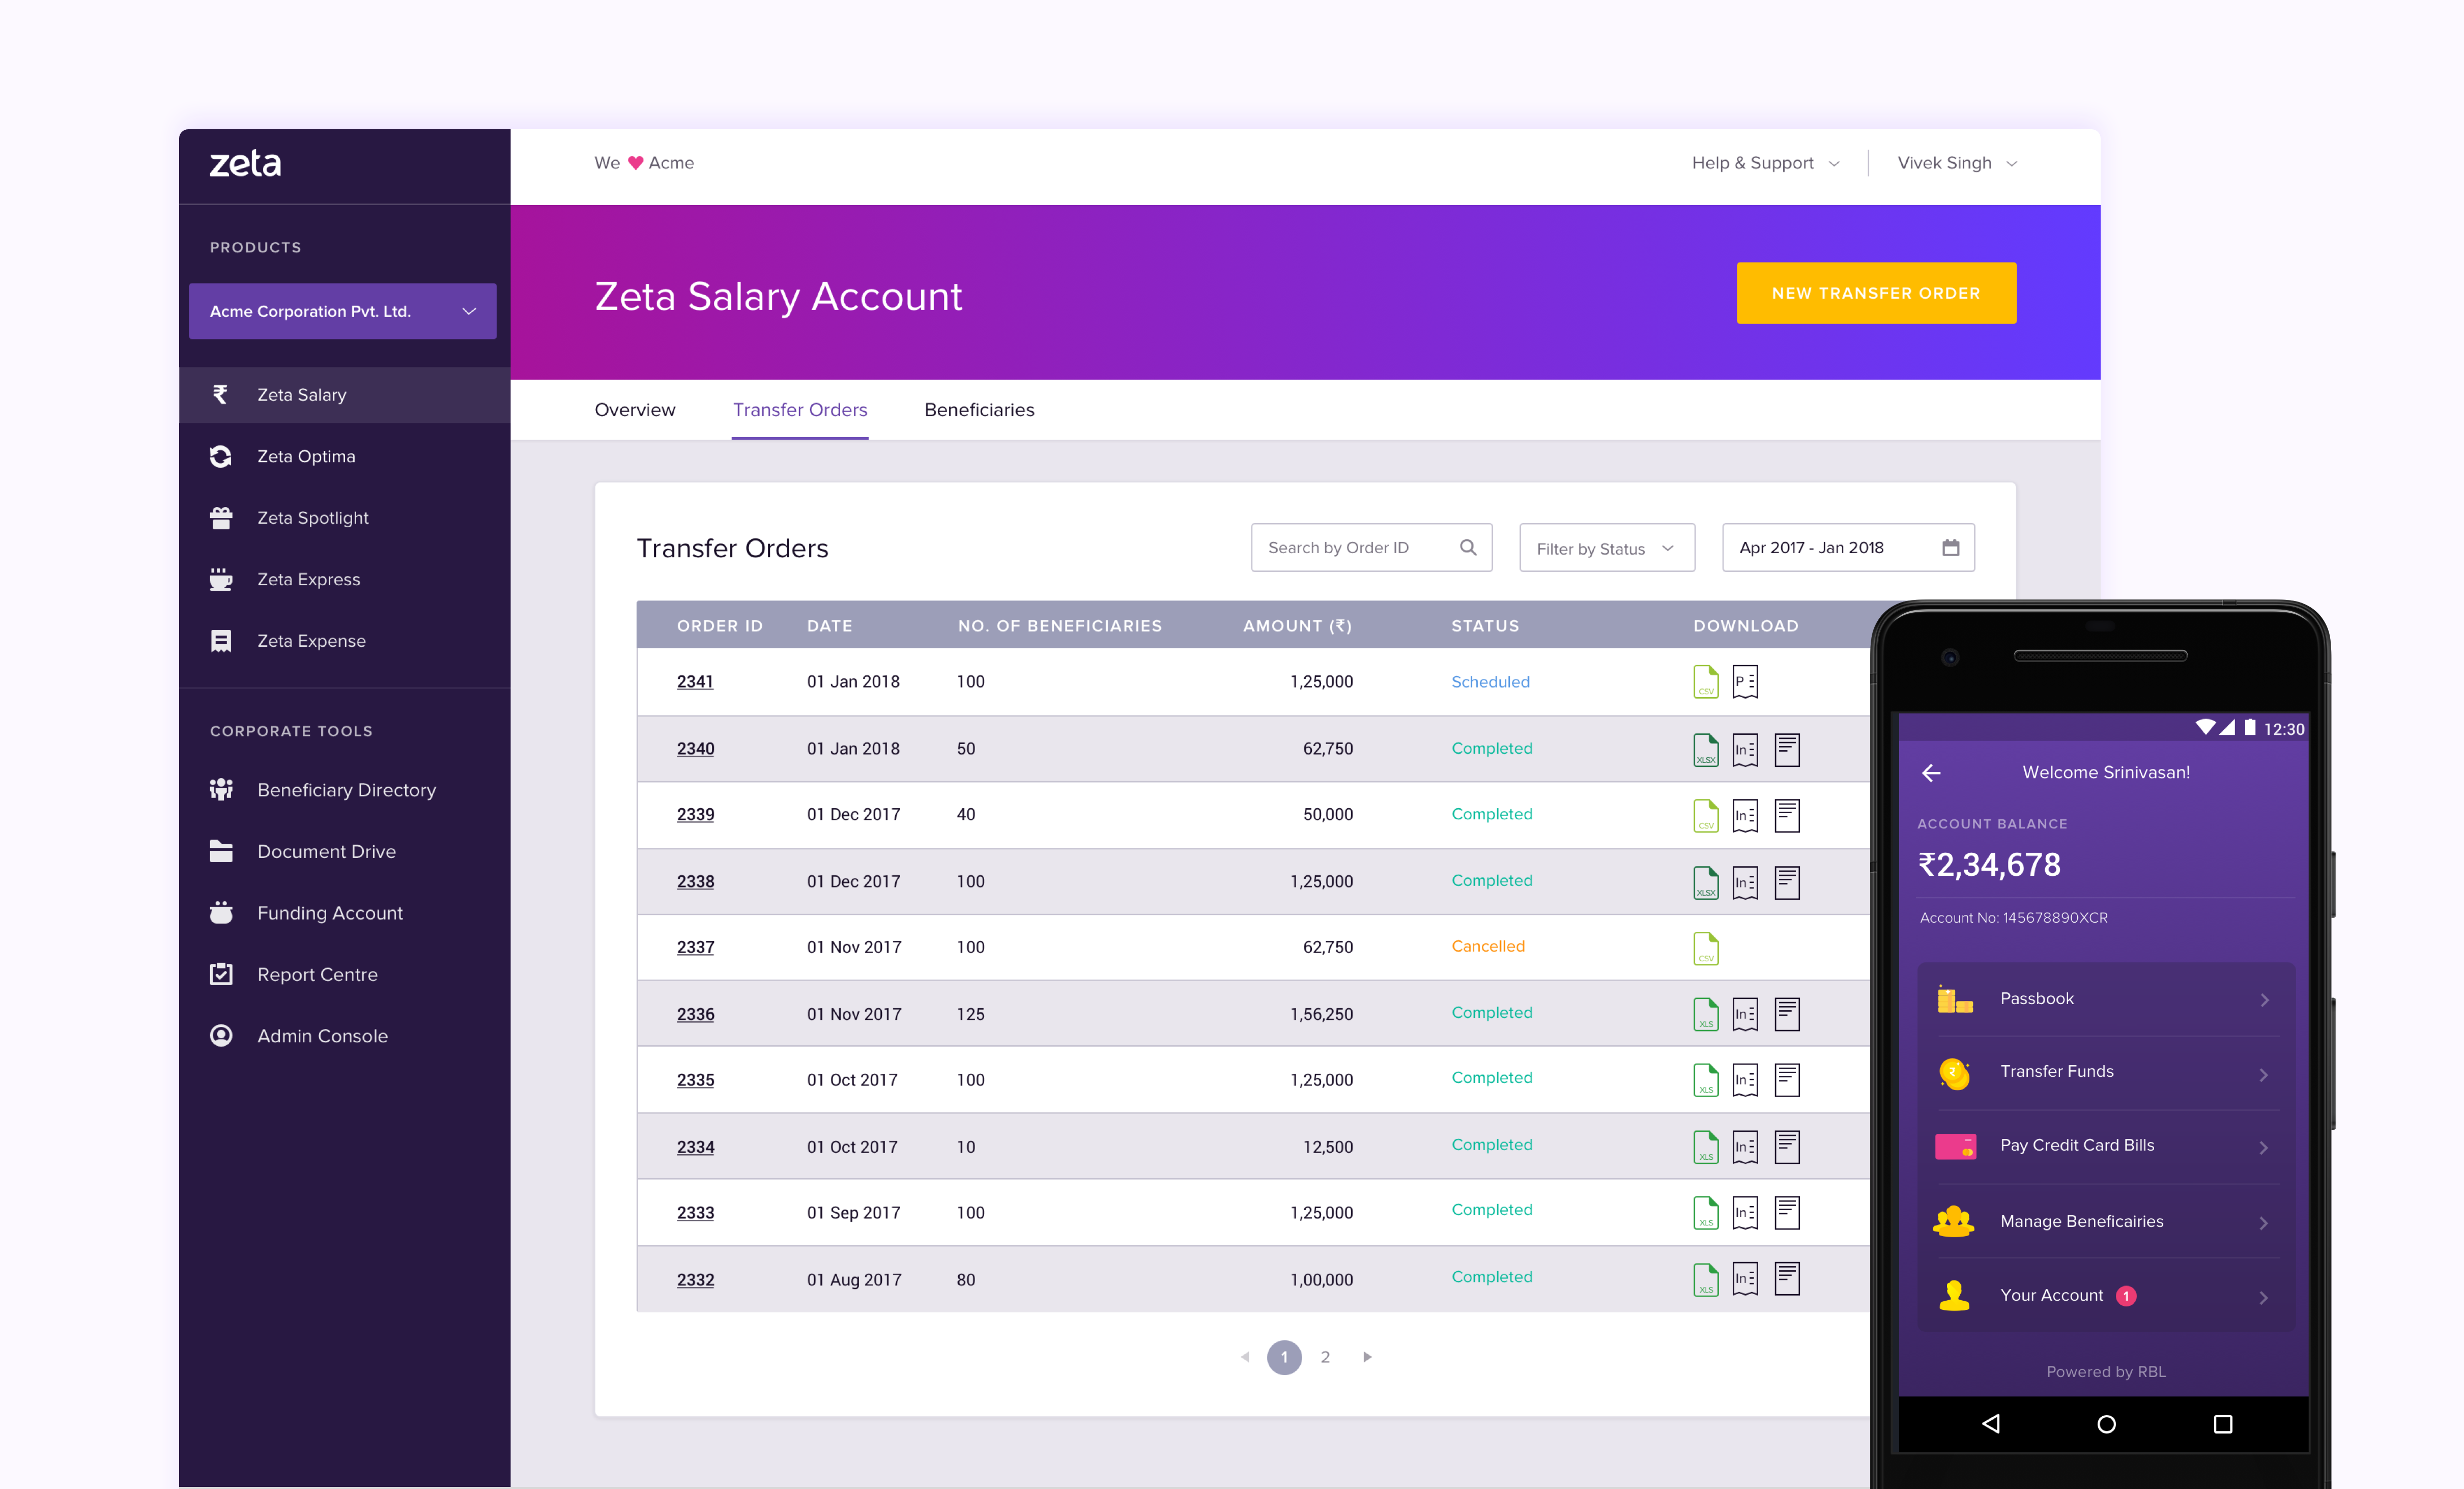 zeta
We ♥ Acme
Help & Support
Vivek Singh
PRODUCTS
Acme Corporation Pvt. Ltd.
Zeta Salary
Zeta Optima
Zeta Spotlight
Zeta Express
Zeta Expense
CORPORATE TOOLS
Beneficiary Directory
Document Drive
Funding Account
Report Centre
Admin Console
Zeta Salary Account
NEW TRANSFER ORDER
Overview Transfer Orders Beneficiaries
Transfer Orders
Search by Order ID
Filter by Status
Apr 2017 - Jan 2018
ORDER ID DATE NO. OF BENEFICIARIES AMOUNT (₹) STATUS DOWNLOAD
2341 01 Jan 2018 100 1,25,000 Scheduled CSV P
2340 01 Jan 2018 50 62,750 Completed XLSX In
2339 01 Dec 2017 40 50,000 Completed CSV In
2338 01 Dec 2017 100 1,25,000 Completed XLSX In
2337 01 Nov 2017 100 62,750 Cancelled CSV
2336 01 Nov 2017 125 1,56,250 Completed XLS In
2335 01 Oct 2017 100 1,25,000 Completed XLS In
2334 01 Oct 2017 10 12,500 Completed XLS In
2333 01 Sep 2017 100 1,25,000 Completed XLS In
2332 01 Aug 2017 80 1,00,000 Completed XLS In
1 2
12:30
Welcome Srinivasan!
ACCOUNT BALANCE
₹2,34,678
Account No: 145678890XCR
Passbook
Transfer Funds
Pay Credit Card Bills
Manage Beneficairies
Your Account 1
Powered by RBL